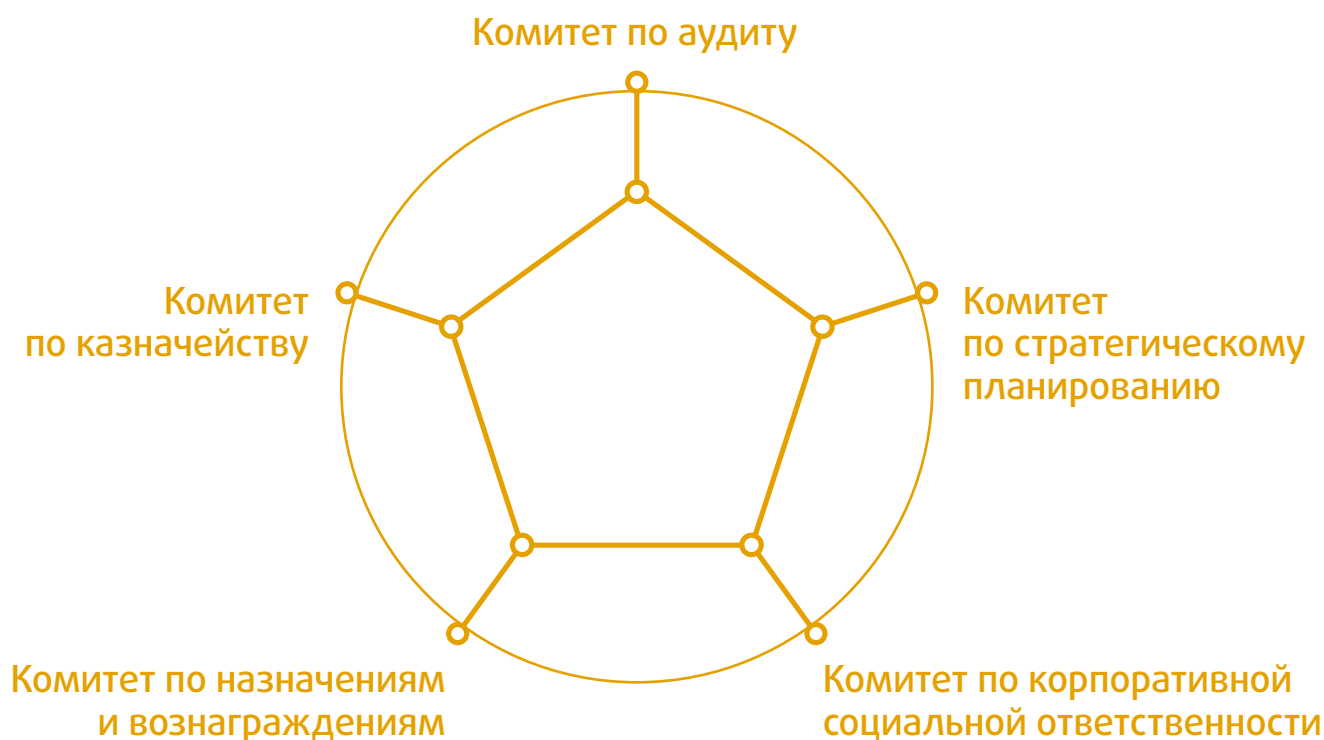 Комитет по аудиту
Комитет
по казначейству
Комитет
по стратегическому
планированию
Комитет по назначениям
и вознаграждениям
Комитет по корпоративной
социальной ответственности